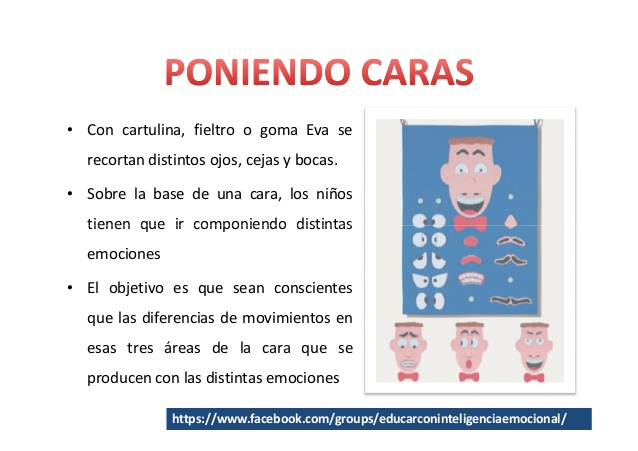 PONIENDO CARAS
• Con cartulina, fieltro o goma Eva se
recortan distintos ojos, cejas y bocas.
• Sobre la base de una cara, los niños
tienen que ir componiendo distintas
emociones
• El objetivo es que sean conscientes
que las diferencias de movimientos en
esas tres áreas de la cara que se
producen con las distintas emociones
https://www.facebook.com/groups/educarconinteligenciaemocional/